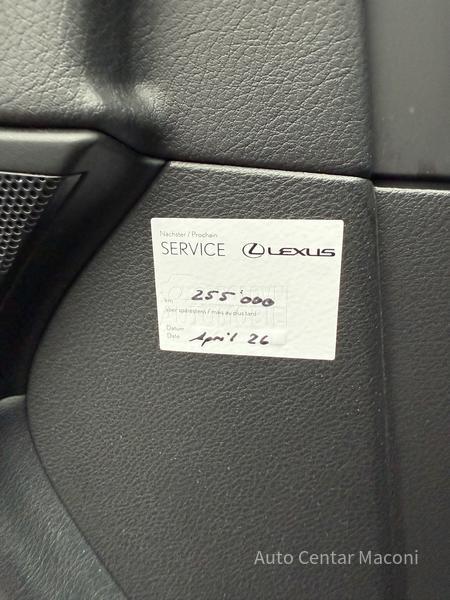 Nächster / Prochain
SERVICE LEXUS
km 255'000
aber spätestens / mais au plus tard
Datum
Date April 26
Auto Centar Maconi